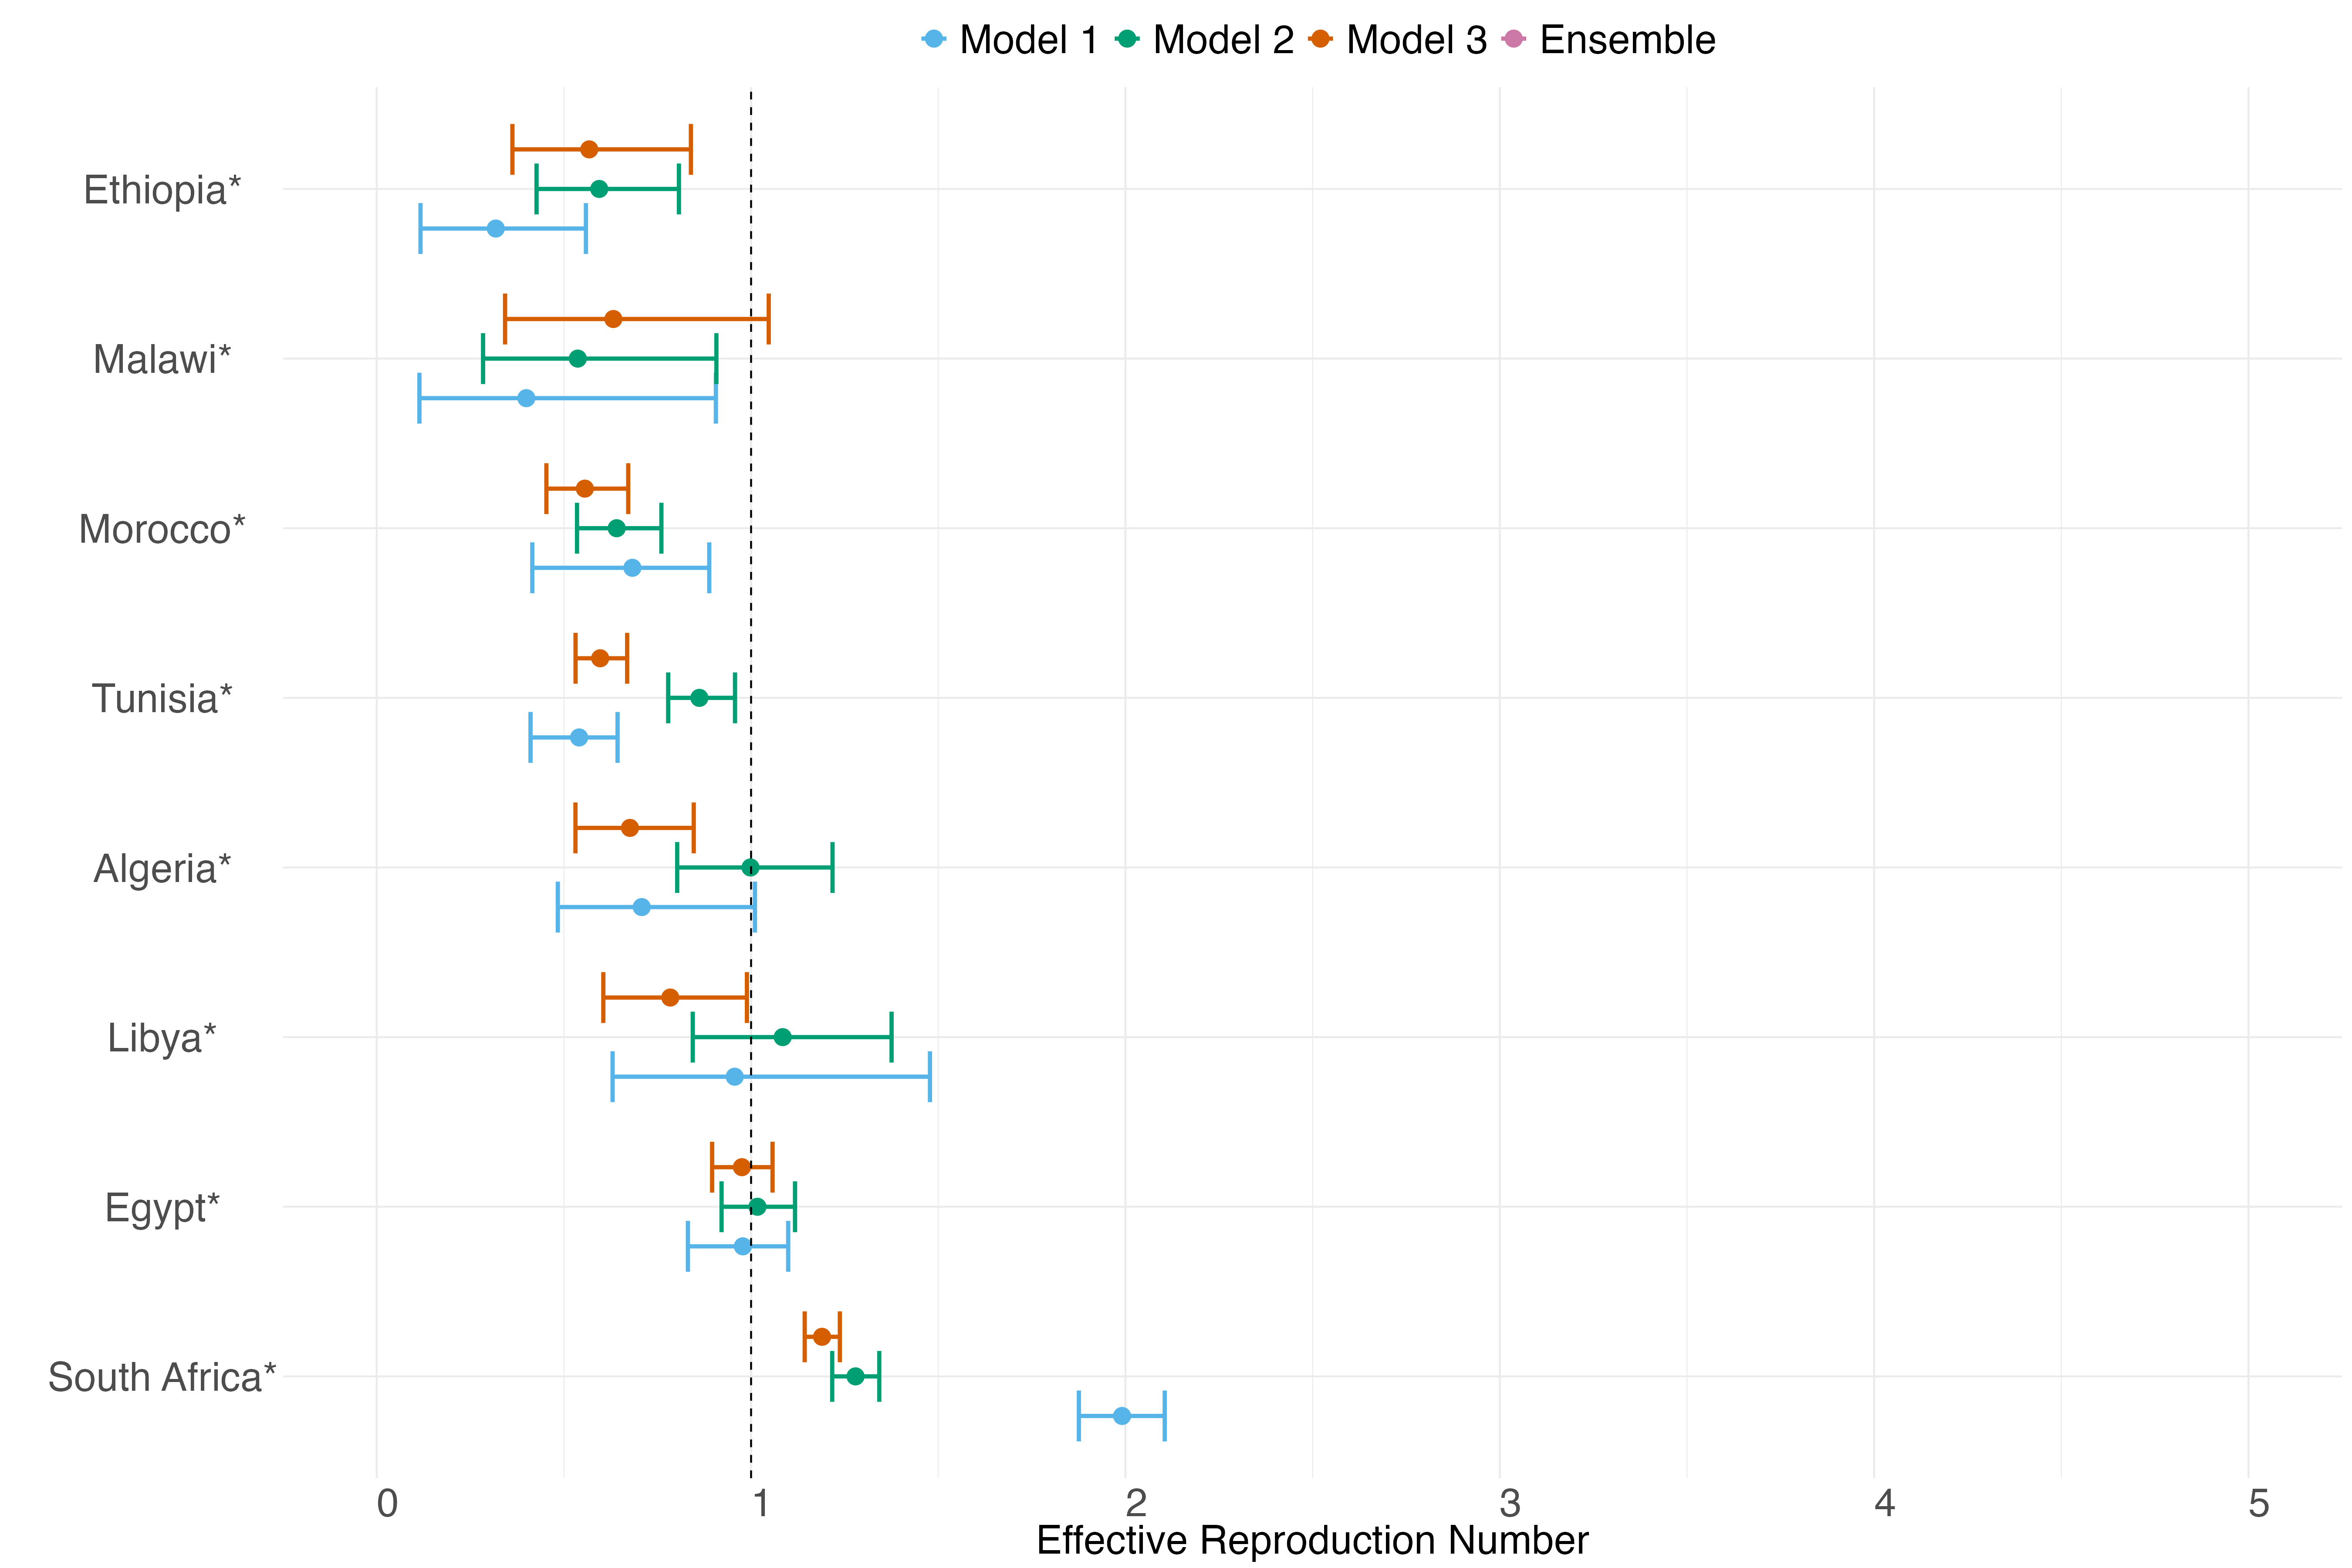 Model 1 Model 2 Model 3 Ensemble
Ethiopia*
Malawi*
Morocco*
Tunisia*
Algeria*
Libya*
Egypt*
South Africa*
0 1 2 3 4 5
Effective Reproduction Number